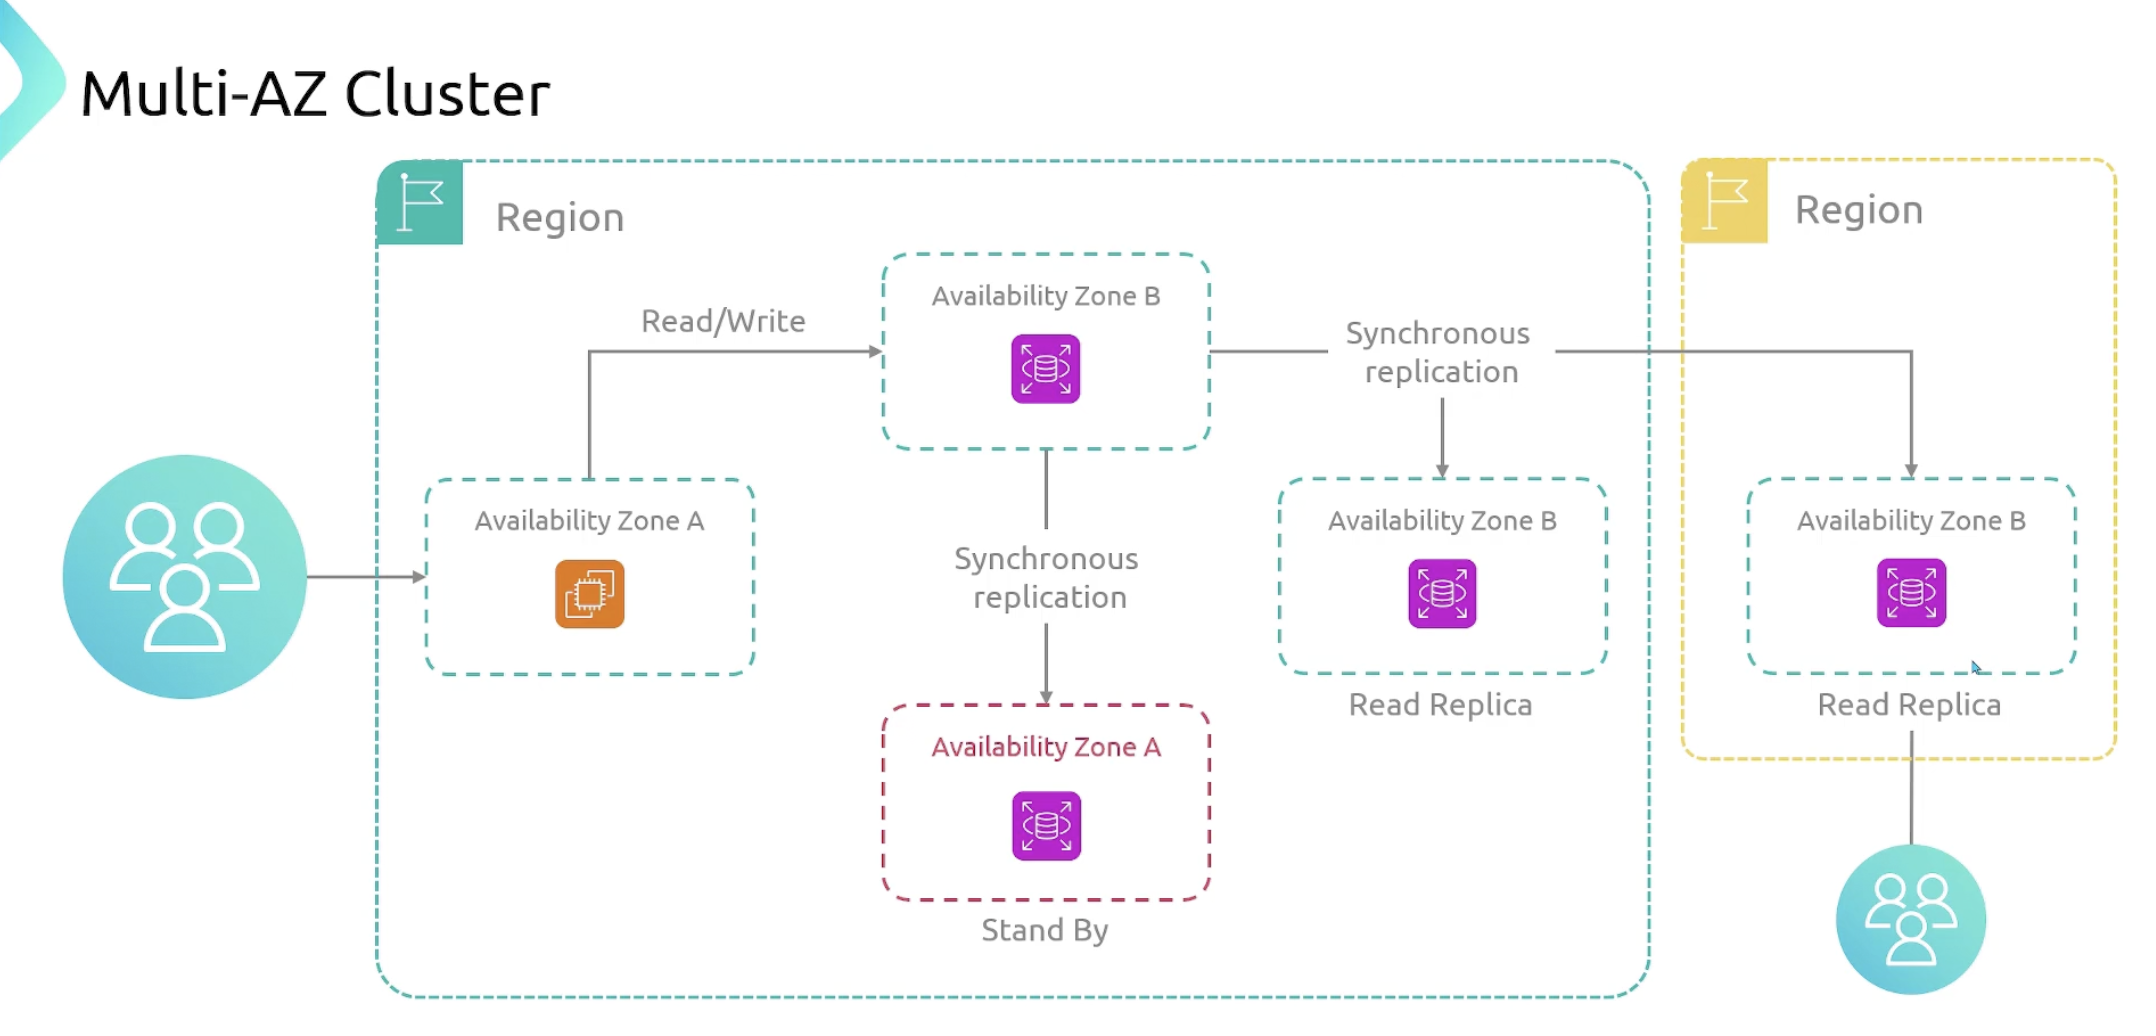 Multi-AZ Cluster
Region
Region
Availability Zone B
Read/Write
Synchronous
replication
Availability Zone A
Synchronous
replication
Availability Zone B
Read Replica
Availability Zone B
Read Replica
Availability Zone A
Stand By